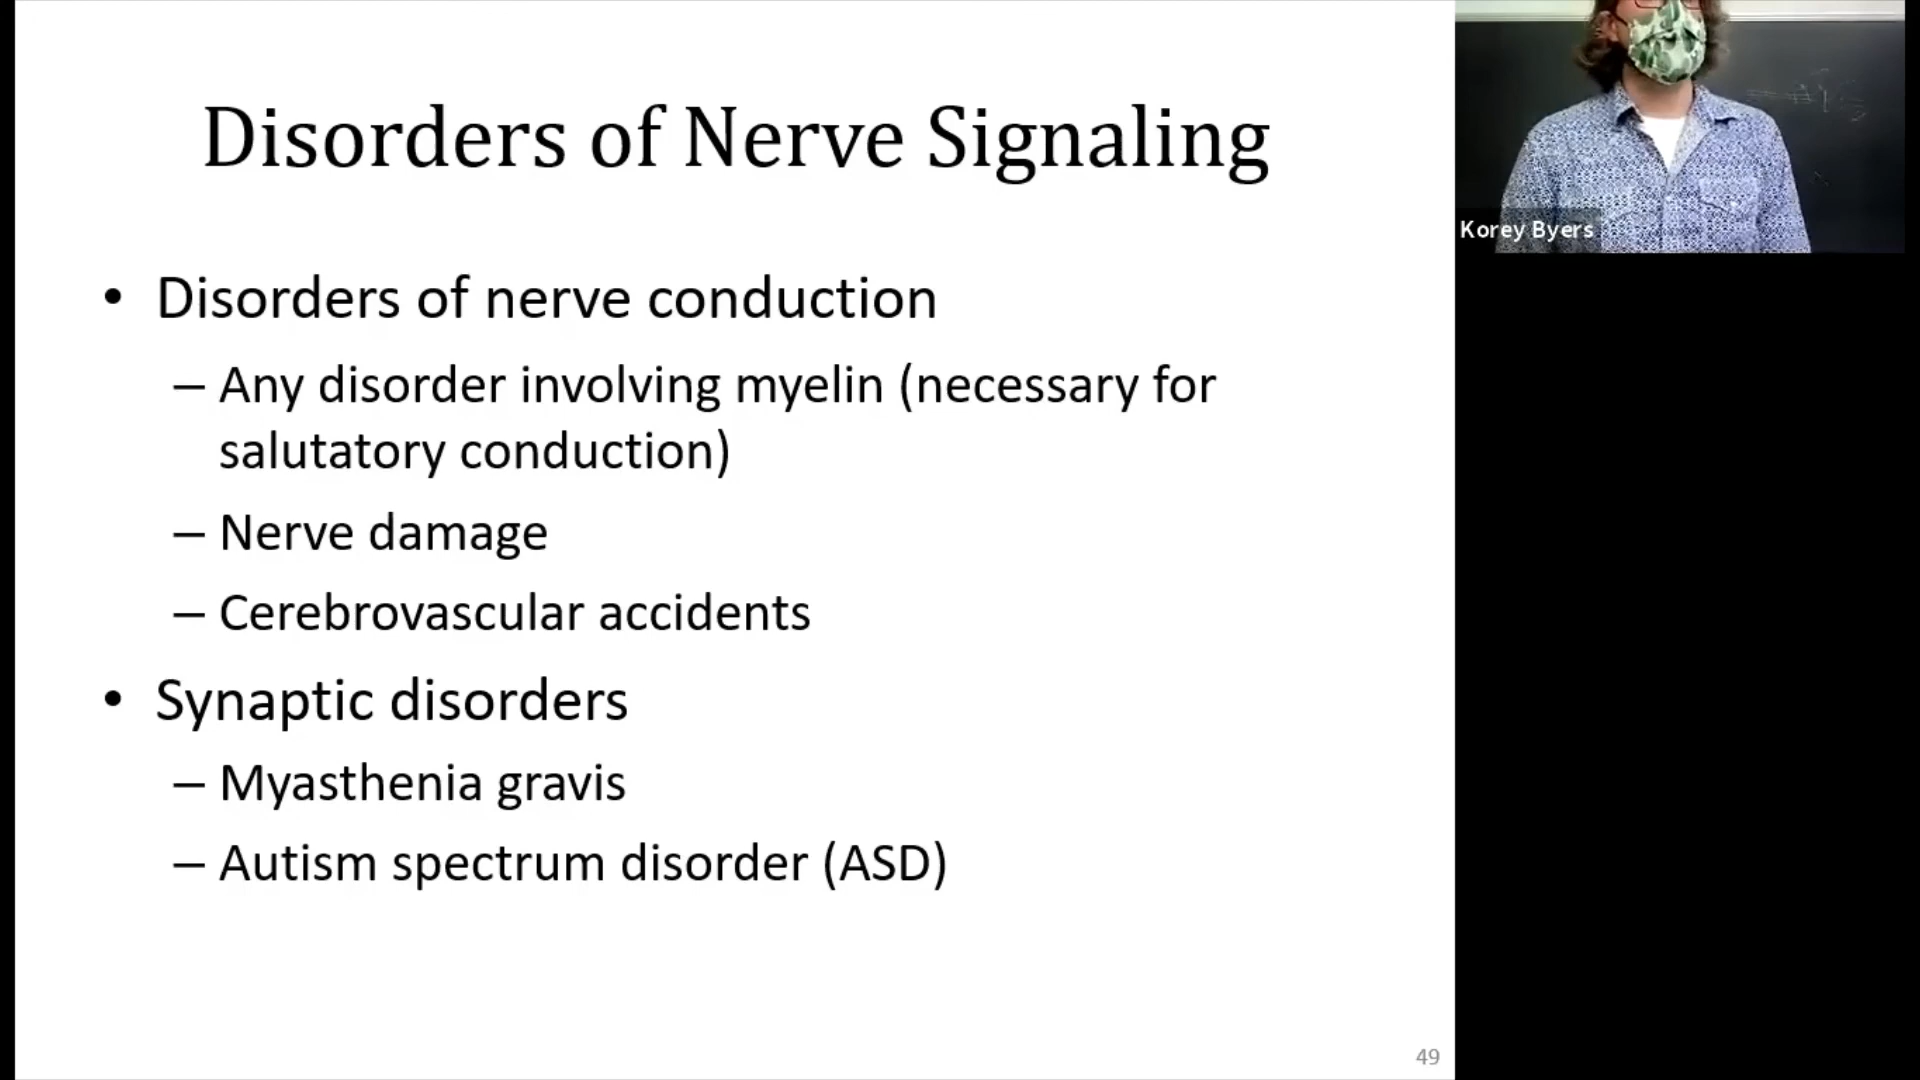 Disorders of Nerve Signaling
• Disorders of nerve conduction
– Any disorder involving myelin (necessary for
salutatory conduction)
– Nerve damage
– Cerebrovascular accidents
• Synaptic disorders
– Myasthenia gravis
– Autism spectrum disorder (ASD)
49
Korey Byers